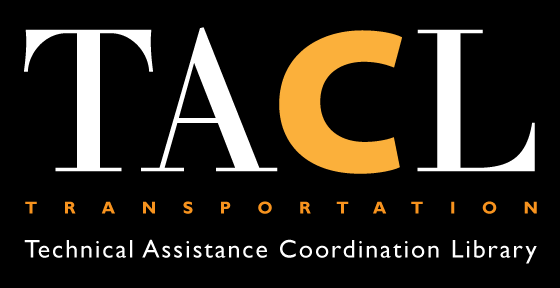 TACL
TRANSPORTATION
Technical Assistance Coordination Library